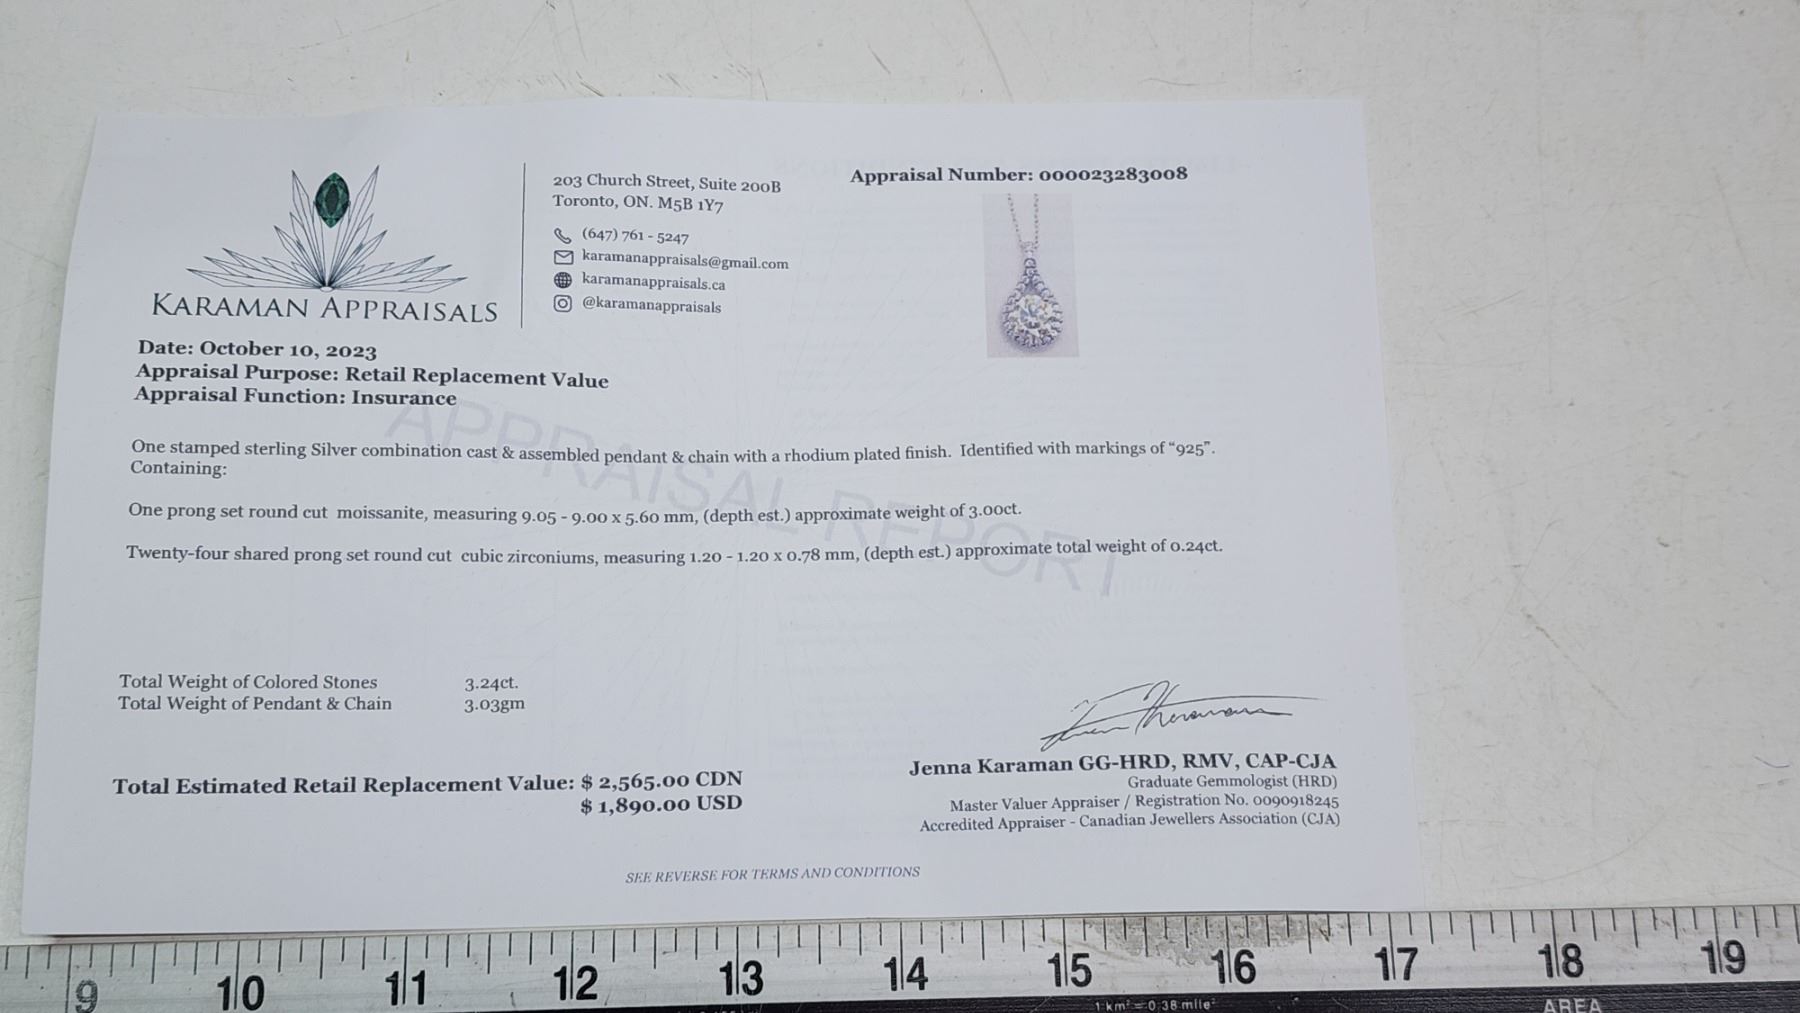 KARAMAN APPRAISALS
203 Church Street, Suite 200B
Toronto, ON. M5B 1Y7
(647) 761 - 5247
karamanappraisals@gmail.com
karamanappraisals.ca
@karamanappraisals
Appraisal Number: 000023283008
Date: October 10, 2023
Appraisal Purpose: Retail Replacement Value
Appraisal Function: Insurance
APPRAISAL REPORT
One stamped sterling Silver combination cast & assembled pendant & chain with a rhodium plated finish. Identified with markings of “925”.
Containing:
One prong set round cut moissanite, measuring 9.05 - 9.00 x 5.60 mm, (depth est.) approximate weight of 3.00ct.
Twenty-four shared prong set round cut cubic zirconiums, measuring 1.20 - 1.20 x 0.78 mm, (depth est.) approximate total weight of 0.24ct.
Total Weight of Colored Stones 3.24ct.
Total Weight of Pendant & Chain 3.03gm
Total Estimated Retail Replacement Value: $ 2,565.00 CDN
$ 1,890.00 USD
Jenna Karaman GG-HRD, RMV, CAP-CJA
Graduate Gemmologist (HRD)
Master Valuer Appraiser / Registration No. 0090918245
Accredited Appraiser - Canadian Jewellers Association (CJA)
SEE REVERSE FOR TERMS AND CONDITIONS
9 10 11 12 13 14 15 16 17 18 19
1 km² = 0.38 mile²
AREA